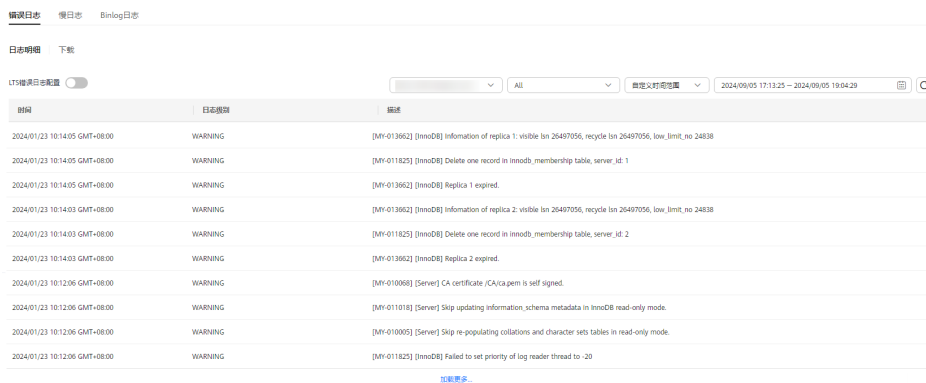 错误日志 慢日志 Binlog日志
日志明细 下载
LTS错误日志配置 All 自定义时间范围 2024/09/05 17:13:25 — 2024/09/05 19:04:29
时间 日志级别 描述
2024/01/23 10:14:05 GMT+08:00 WARNING [MY-013662] [InnoDB] Infomation of replica 1: visible lsn 26497056, recycle lsn 26497056, low_limit_no 24838
2024/01/23 10:14:05 GMT+08:00 WARNING [MY-011825] [InnoDB] Delete one record in innodb_membership table, server_id: 1
2024/01/23 10:14:05 GMT+08:00 WARNING [MY-013662] [InnoDB] Replica 1 expired.
2024/01/23 10:14:03 GMT+08:00 WARNING [MY-013662] [InnoDB] Infomation of replica 2: visible lsn 26497056, recycle lsn 26497056, low_limit_no 24838
2024/01/23 10:14:03 GMT+08:00 WARNING [MY-011825] [InnoDB] Delete one record in innodb_membership table, server_id: 2
2024/01/23 10:14:03 GMT+08:00 WARNING [MY-013662] [InnoDB] Replica 2 expired.
2024/01/23 10:12:06 GMT+08:00 WARNING [MY-010068] [Server] CA certificate /CA/ca.pem is self signed.
2024/01/23 10:12:06 GMT+08:00 WARNING [MY-011018] [Server] Skip updating information_schema metadata in InnoDB read-only mode.
2024/01/23 10:12:06 GMT+08:00 WARNING [MY-010005] [Server] Skip re-populating collations and character sets tables in read-only mode.
2024/01/23 10:12:06 GMT+08:00 WARNING [MY-011825] [InnoDB] Failed to set priority of log reader thread to -20
加载更多...